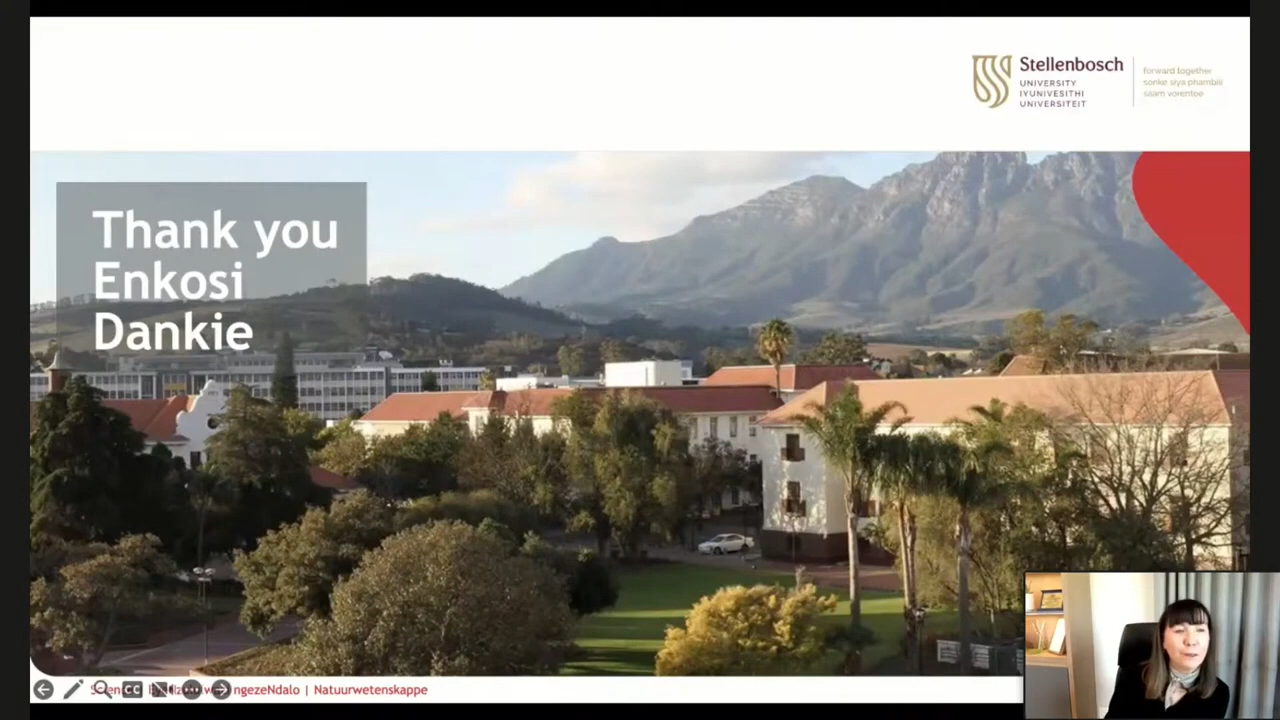 Stellenbosch
UNIVERSITY
IYUNIVESITHI
UNIVERSITEIT
forward together
sonke siya phambili
saam vorentoe
Thank you
Enkosi
Dankie
ngezeNdalo | Natuurwetenskappe